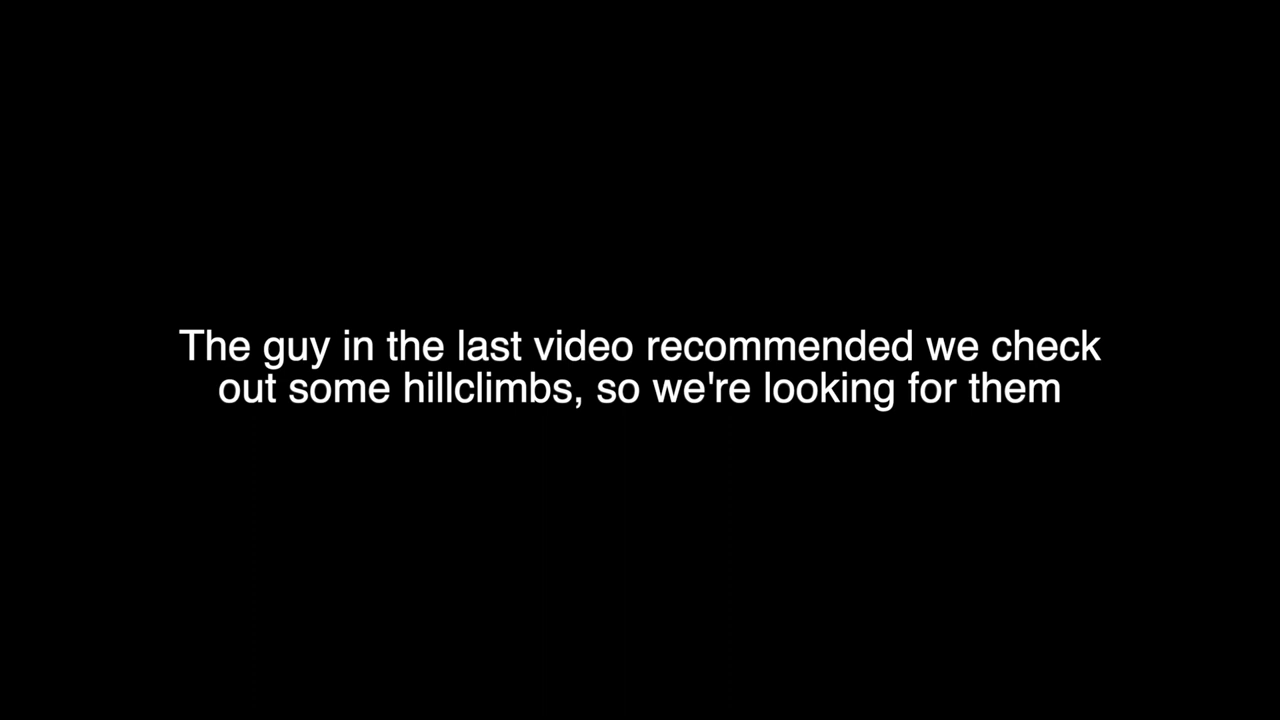 The guy in the last video recommended we check
out some hillclimbs, so we're looking for them